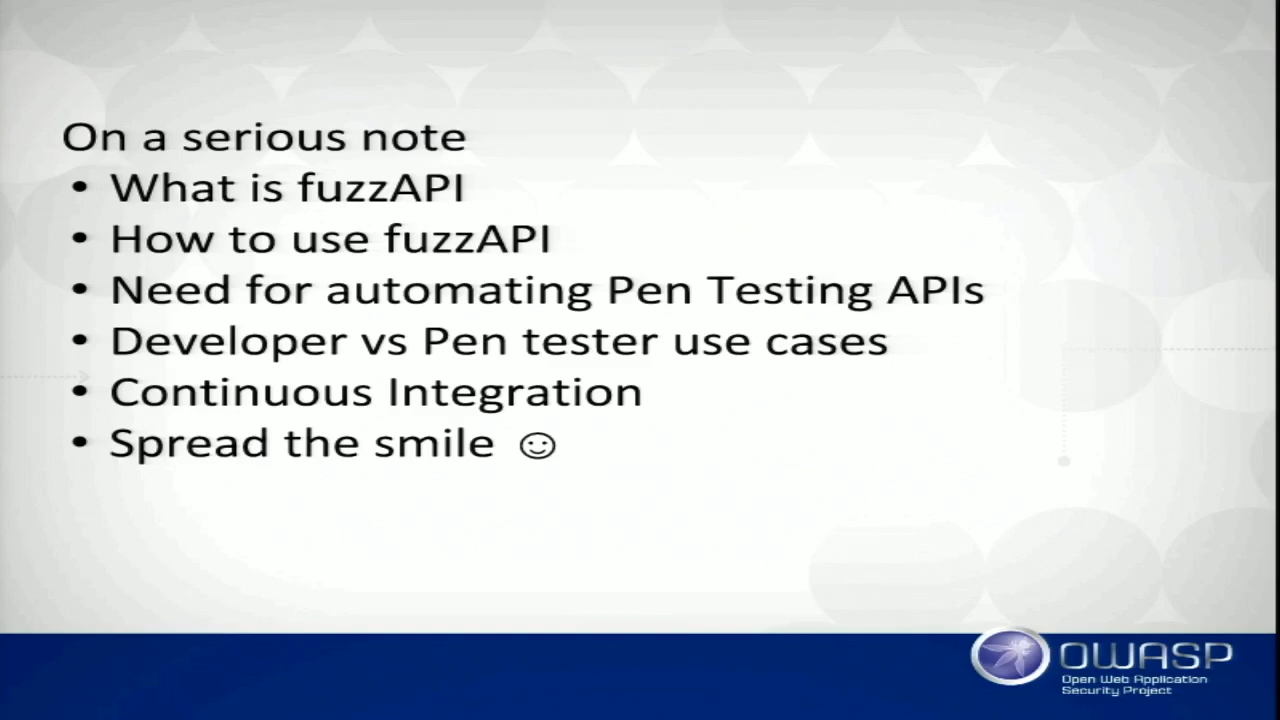 On a serious note
• What is fuzzAPI
• How to use fuzzAPI
• Need for automating Pen Testing APIs
• Developer vs Pen tester use cases
• Continuous Integration
• Spread the smile ☺
OWASP
Open Web Application
Security Project